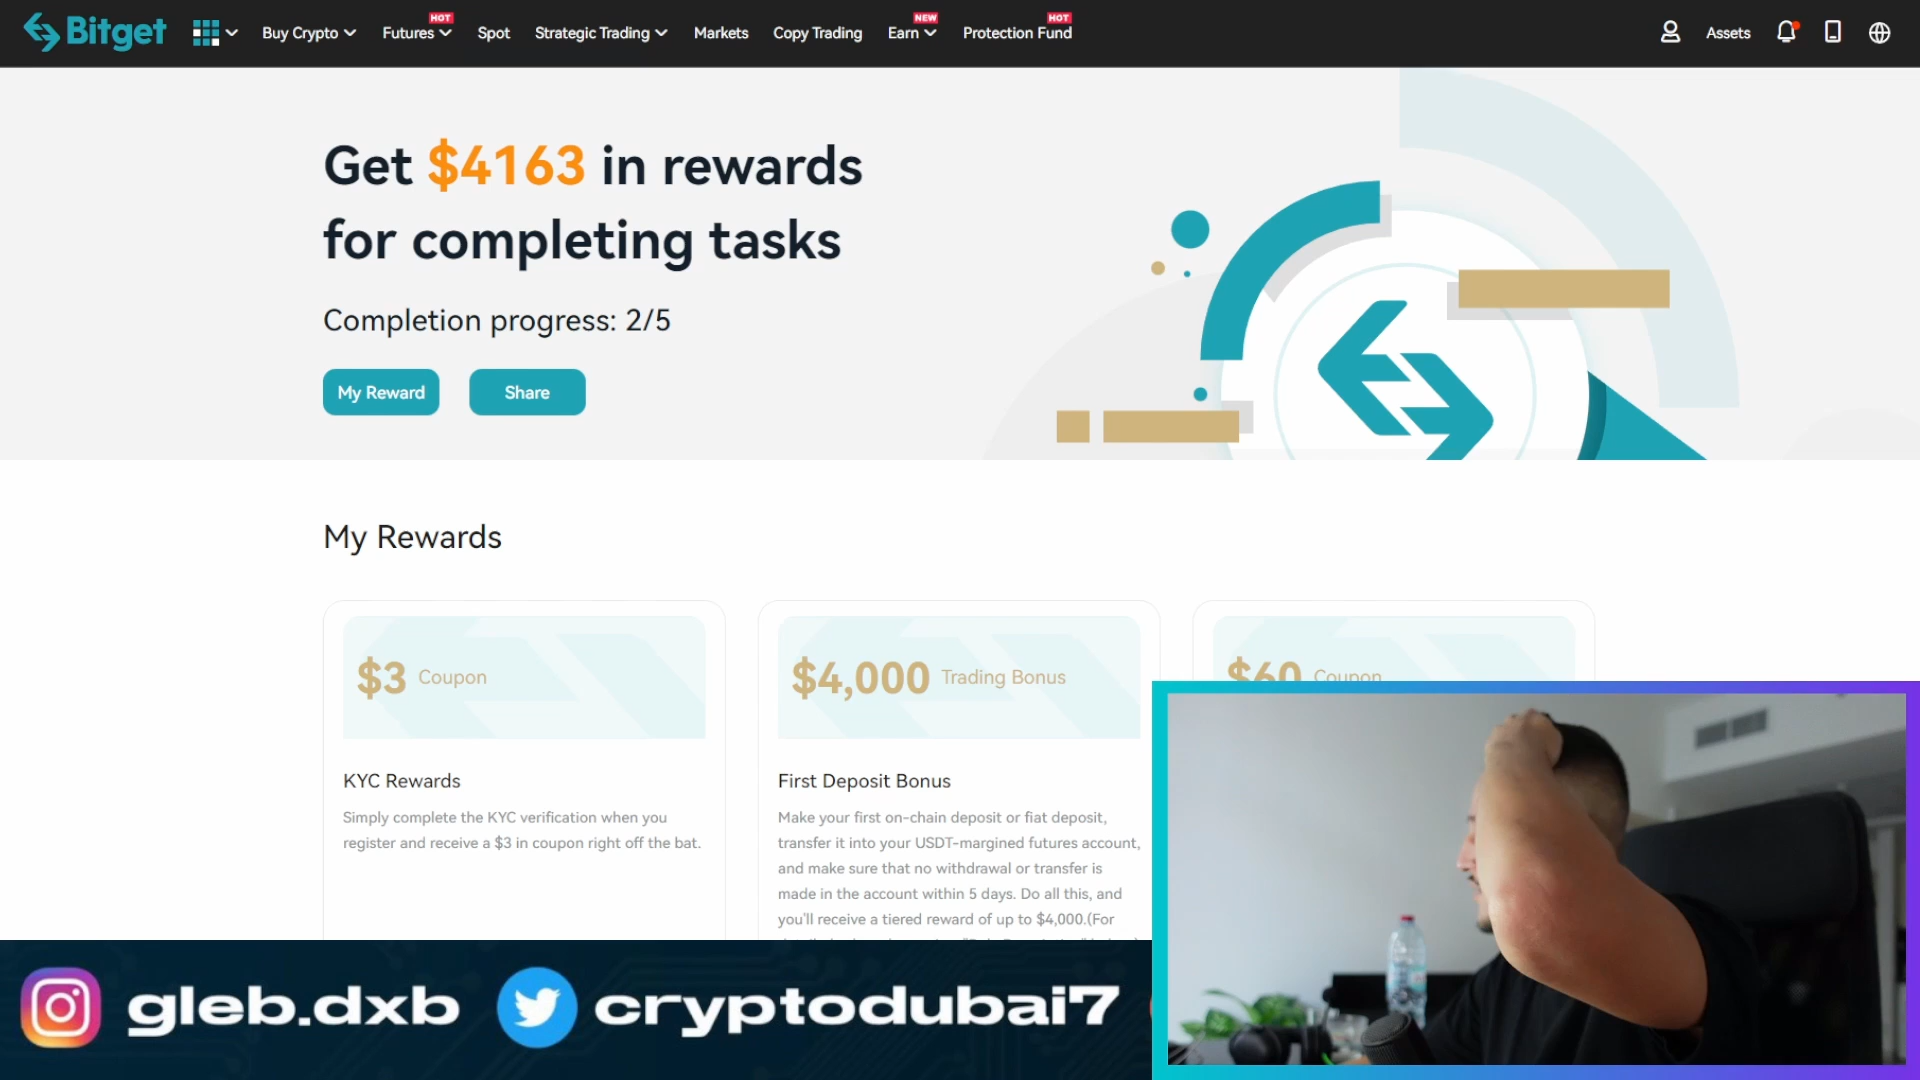 Bitget
Buy Crypto
Futures
HOT
Spot
Strategic Trading
Markets
Copy Trading
Earn
NEW
Protection Fund
HOT
Assets
Get $4163 in rewards
for completing tasks
Completion progress: 2/5
My Reward
Share
My Rewards
$3 Coupon
KYC Rewards
Simply complete the KYC verification when you
register and receive a $3 in coupon right off the bat.
$4,000 Trading Bonus
First Deposit Bonus
Make your first on-chain deposit or fiat deposit,
transfer it into your USDT-margined futures account,
and make sure that no withdrawal or transfer is
made in the account within 5 days. Do all this, and
you'll receive a tiered reward of up to $4,000.(For
$60 Coupon
gleb.dxb
cryptodubai7